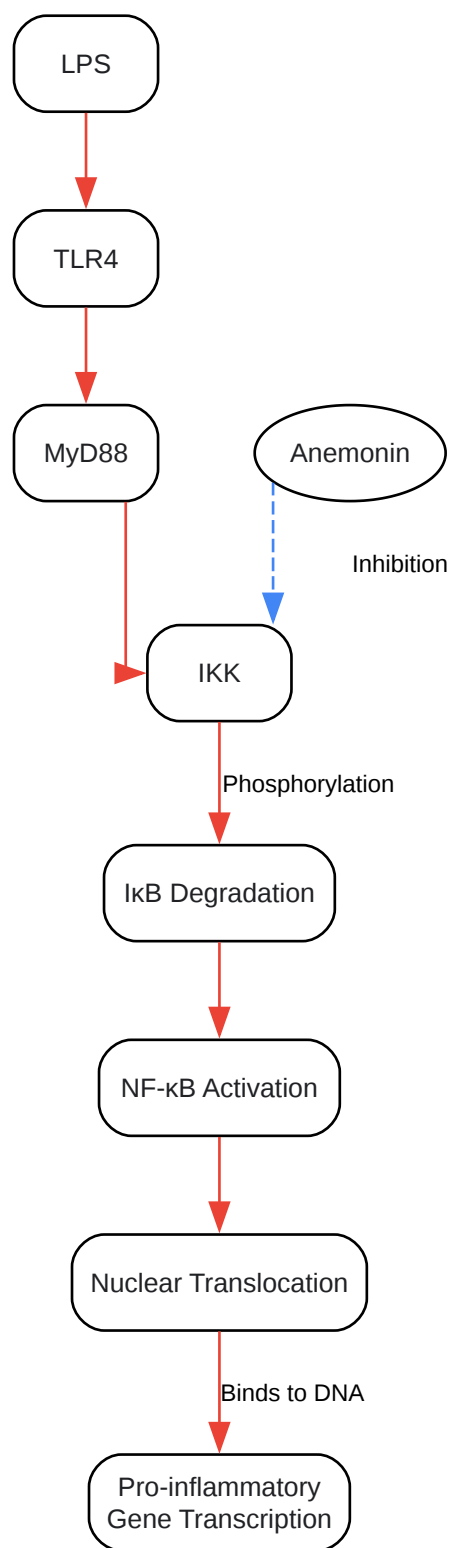 LPS
TLR4
MyD88
Anemonin
Inhibition
IKK
Phosphorylation
IκB Degradation
NF-κB Activation
Nuclear Translocation
Binds to DNA
Pro-inflammatory
Gene Transcription